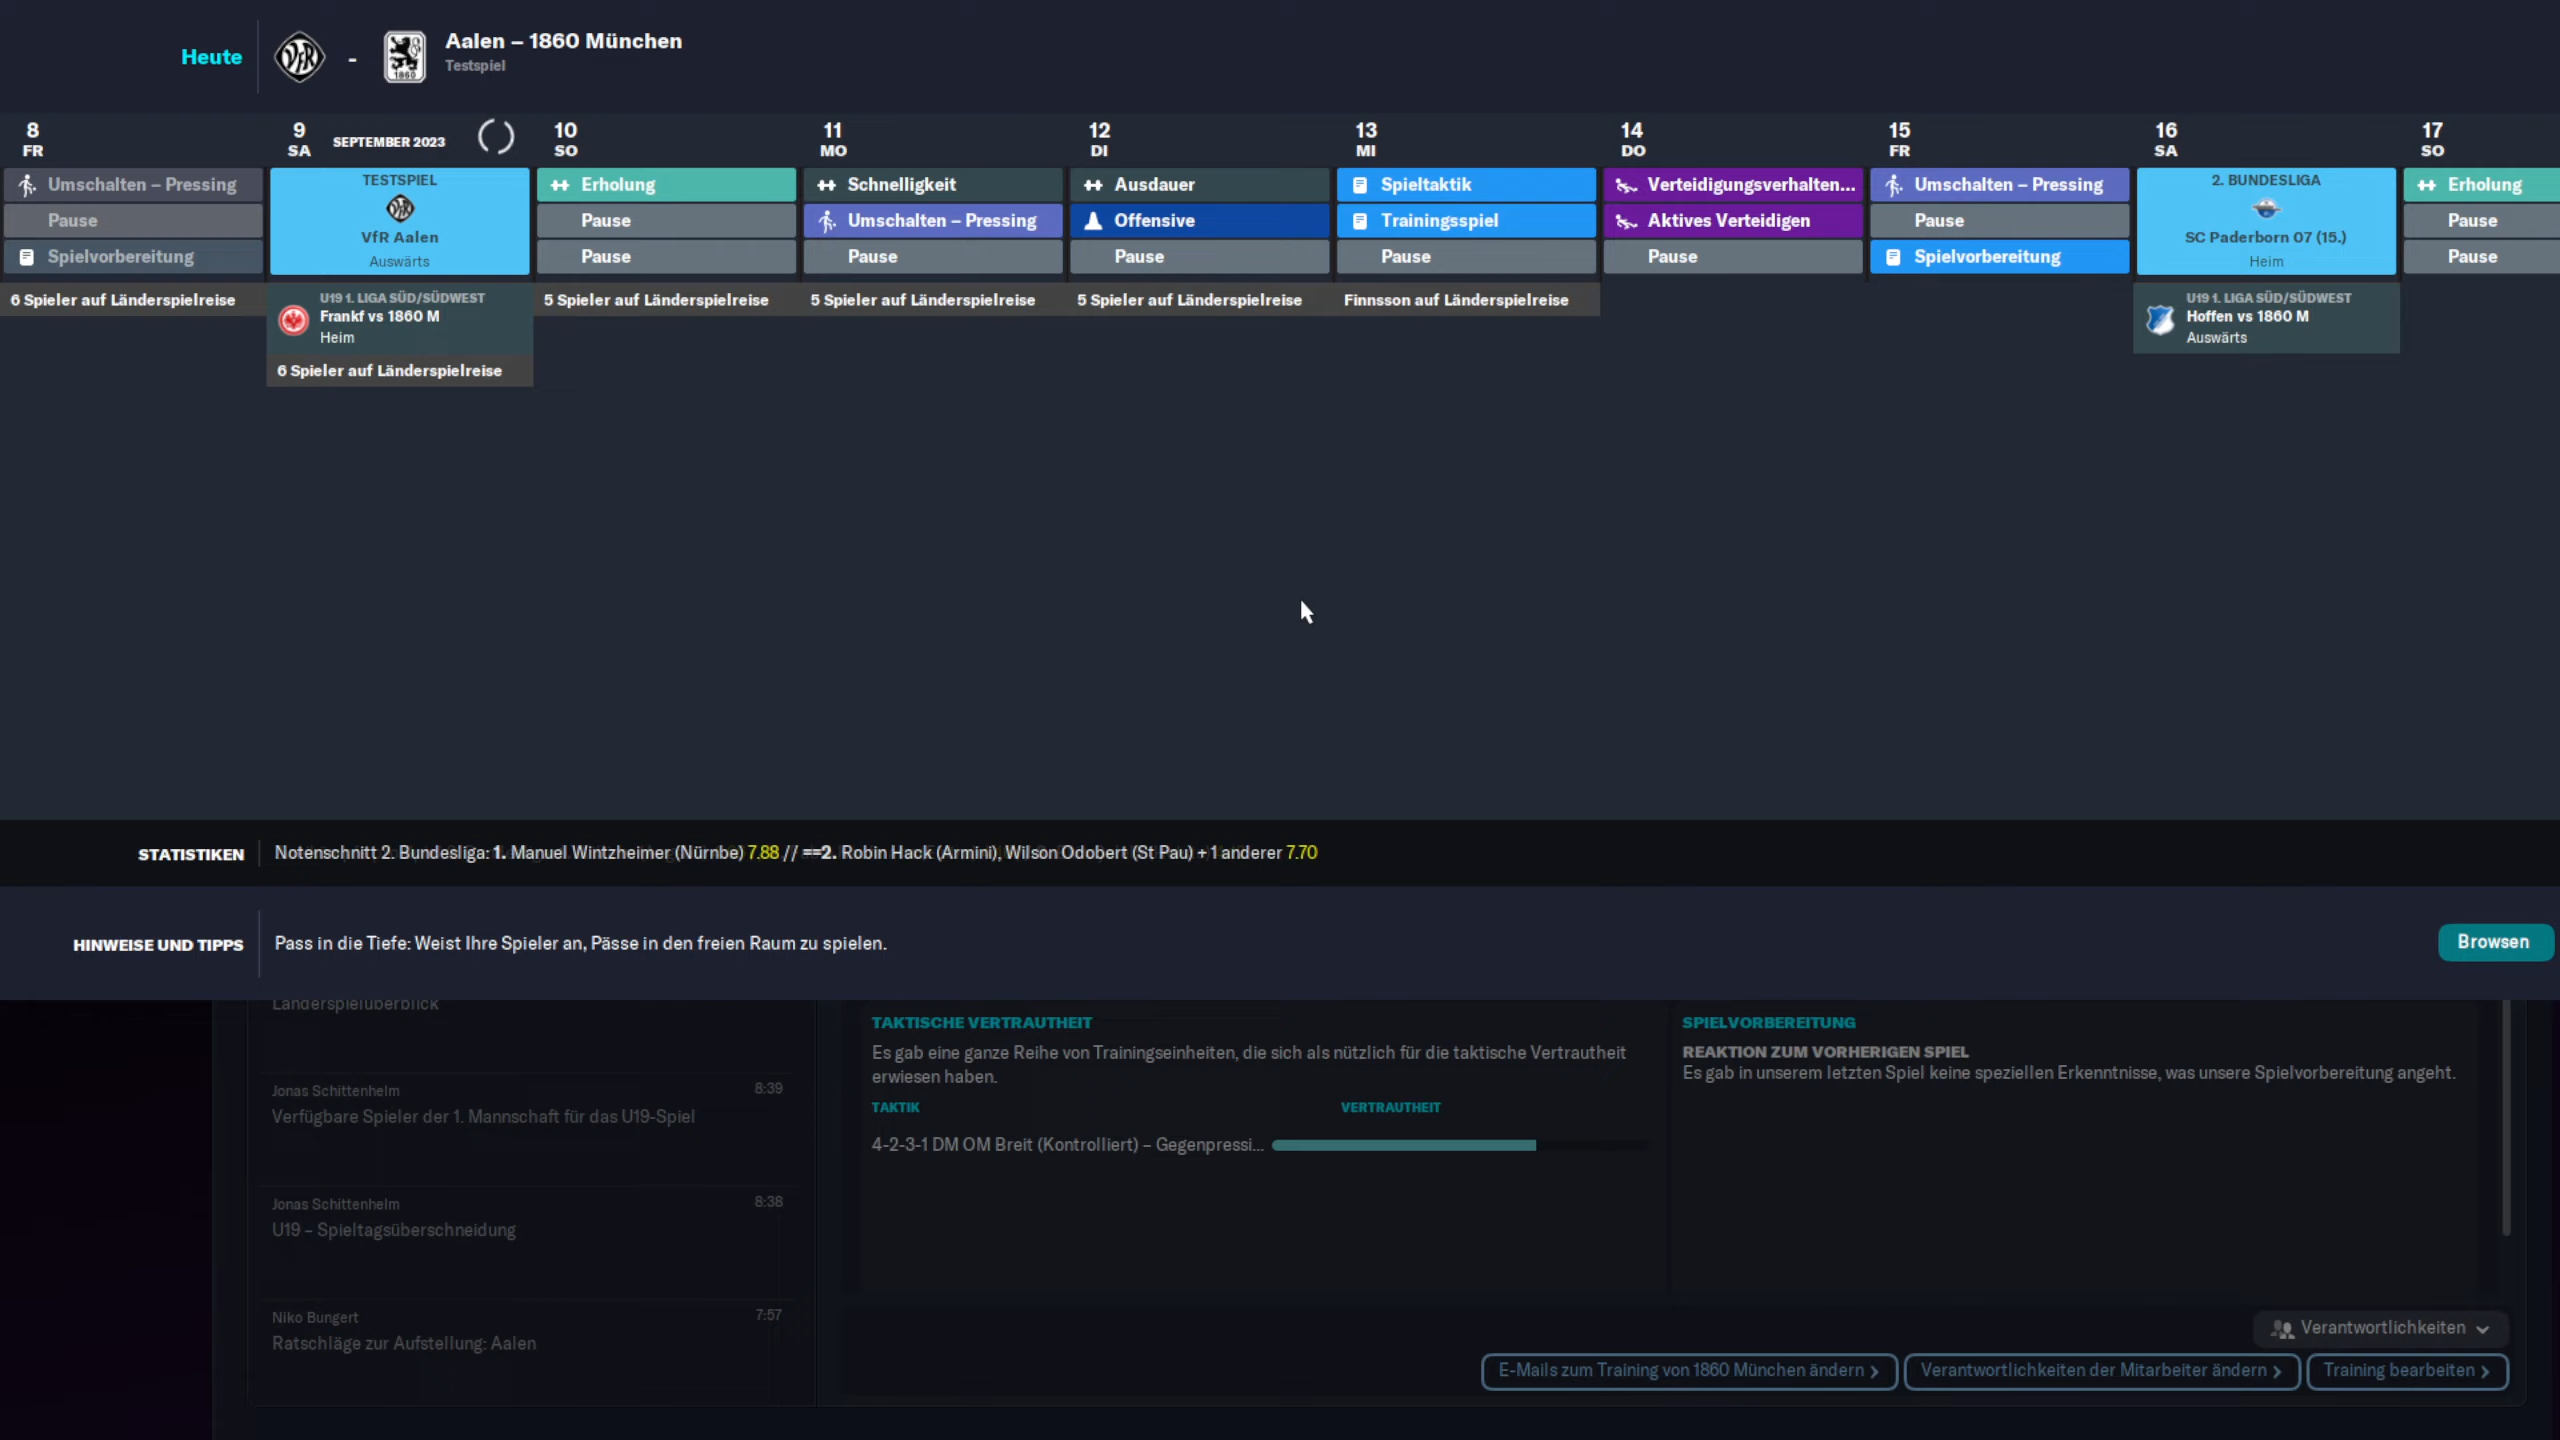 Heute
Aalen – 1860 München
Testspiel
8
FR
Umschalten – Pressing
Pause
Spielvorbereitung
6 Spieler auf Länderspielreise
9
SA
SEPTEMBER 2023
TESTSPIEL
VfR Aalen
Auswärts
U19 1. LIGA SÜD/SÜDWEST
Frankf vs 1860 M
Heim
6 Spieler auf Länderspielreise
10
SO
Erholung
Pause
Pause
5 Spieler auf Länderspielreise
11
MO
Schnelligkeit
Umschalten – Pressing
Pause
5 Spieler auf Länderspielreise
12
DI
Ausdauer
Offensive
Pause
5 Spieler auf Länderspielreise
13
MI
Spieltaktik
Trainingsspiel
Pause
Finnsson auf Länderspielreise
14
DO
Verteidigungsverhalten...
Aktives Verteidigen
Pause
15
FR
Umschalten – Pressing
Pause
Spielvorbereitung
16
SA
2. BUNDESLIGA
SC Paderborn 07 (15.)
Heim
U19 1. LIGA SÜD/SÜDWEST
Hoffen vs 1860 M
Auswärts
17
SO
Erholung
Pause
Pause
STATISTIKEN
Notenschnitt 2. Bundesliga: 1. Manuel Wintzheimer (Nürnbe) 7.88 // ==2. Robin Hack (Armini), Wilson Odobert (St Pau) + 1 anderer 7.70
HINWEISE UND TIPPS
Pass in die Tiefe: Weist Ihre Spieler an, Pässe in den freien Raum zu spielen.
Browsen
Länderspielüberblick
Jonas Schittenhelm
8:39
Verfügbare Spieler der 1. Mannschaft für das U19-Spiel
Jonas Schittenhelm
8:38
U19 – Spieltagsüberschneidung
Niko Bungert
7:57
Ratschläge zur Aufstellung: Aalen
TAKTISCHE VERTRAUTHEIT
Es gab eine ganze Reihe von Trainingseinheiten, die sich als nützlich für die taktische Vertrautheit
erwiesen haben.
TAKTIK
VERTRAUTHEIT
4-2-3-1 DM OM Breit (Kontrolliert) – Gegenpressi...
SPIELVORBEREITUNG
REAKTION ZUM VORHERIGEN SPIEL
Es gab in unserem letzten Spiel keine speziellen Erkenntnisse, was unsere Spielvorbereitung angeht.
Verantwortlichkeiten
E-Mails zum Training von 1860 München ändern
Verantwortlichkeiten der Mitarbeiter ändern
Training bearbeiten